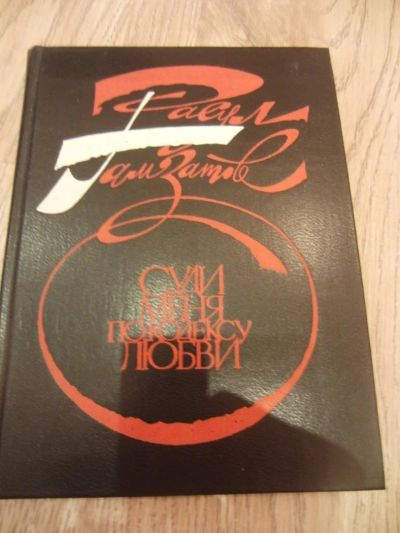 Расул
Гамзатов
СУДИ
МЕНЯ
ПО КОДЕКСУ
ЛЮБВИ